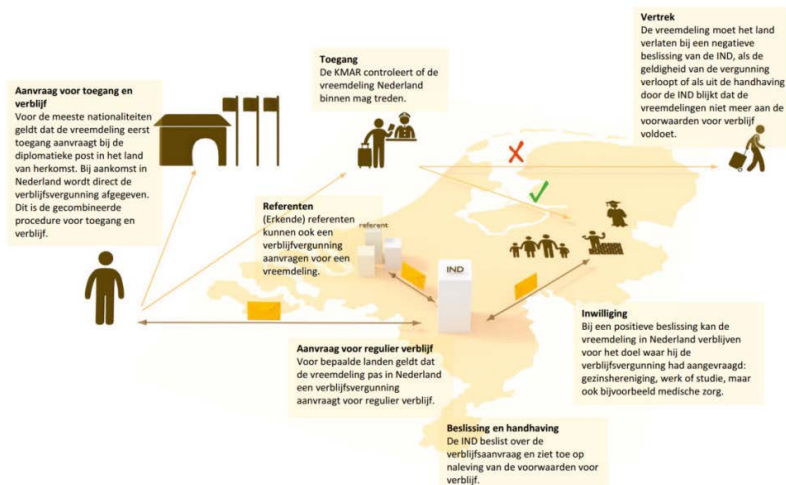 Vertrek
De vreemdeling moet het land
verlaten bij een negatieve
beslissing van de IND, als de
geldigheid van de vergunning
verloopt of als uit de handhaving
door de IND blijkt dat de
vreemdelingen niet meer aan de
voorwaarden voor verblijf
voldoet.
Toegang
De KMAR controleert of de
vreemdeling Nederland
binnen mag treden.
Aanvraag voor toegang en
verblijf
Voor de meeste nationaliteiten
geldt dat de vreemdeling eerst
toegang aanvraagt bij de
diplomatieke post in het land
van herkomst. Bij aankomst in
Nederland wordt direct de
verblijfsvergunning afgegeven.
Dit is de gecombineerde
procedure voor toegang en
verblijf.
Referenten
(Erkende) referenten
kunnen ook een
verblijfvergunning
aanvragen voor een
vreemdeling.
referent
IND
Aanvraag voor regulier verblijf
Voor bepaalde landen geldt dat
de vreemdeling pas in Nederland
een verblijfsvergunning
aanvraagt voor regulier verblijf.
Inwilliging
Bij een positieve beslissing kan de
vreemdeling in Nederland verblijven
voor het doel waar hij de
verblijfsvergunning had aangevraagd:
gezinshereniging, werk of studie, maar
ook bijvoorbeeld medische zorg.
Beslissing en handhaving
De IND beslist over de
verblijfsaanvraag en ziet toe op
naleving van de voorwaarden voor
verblijf.